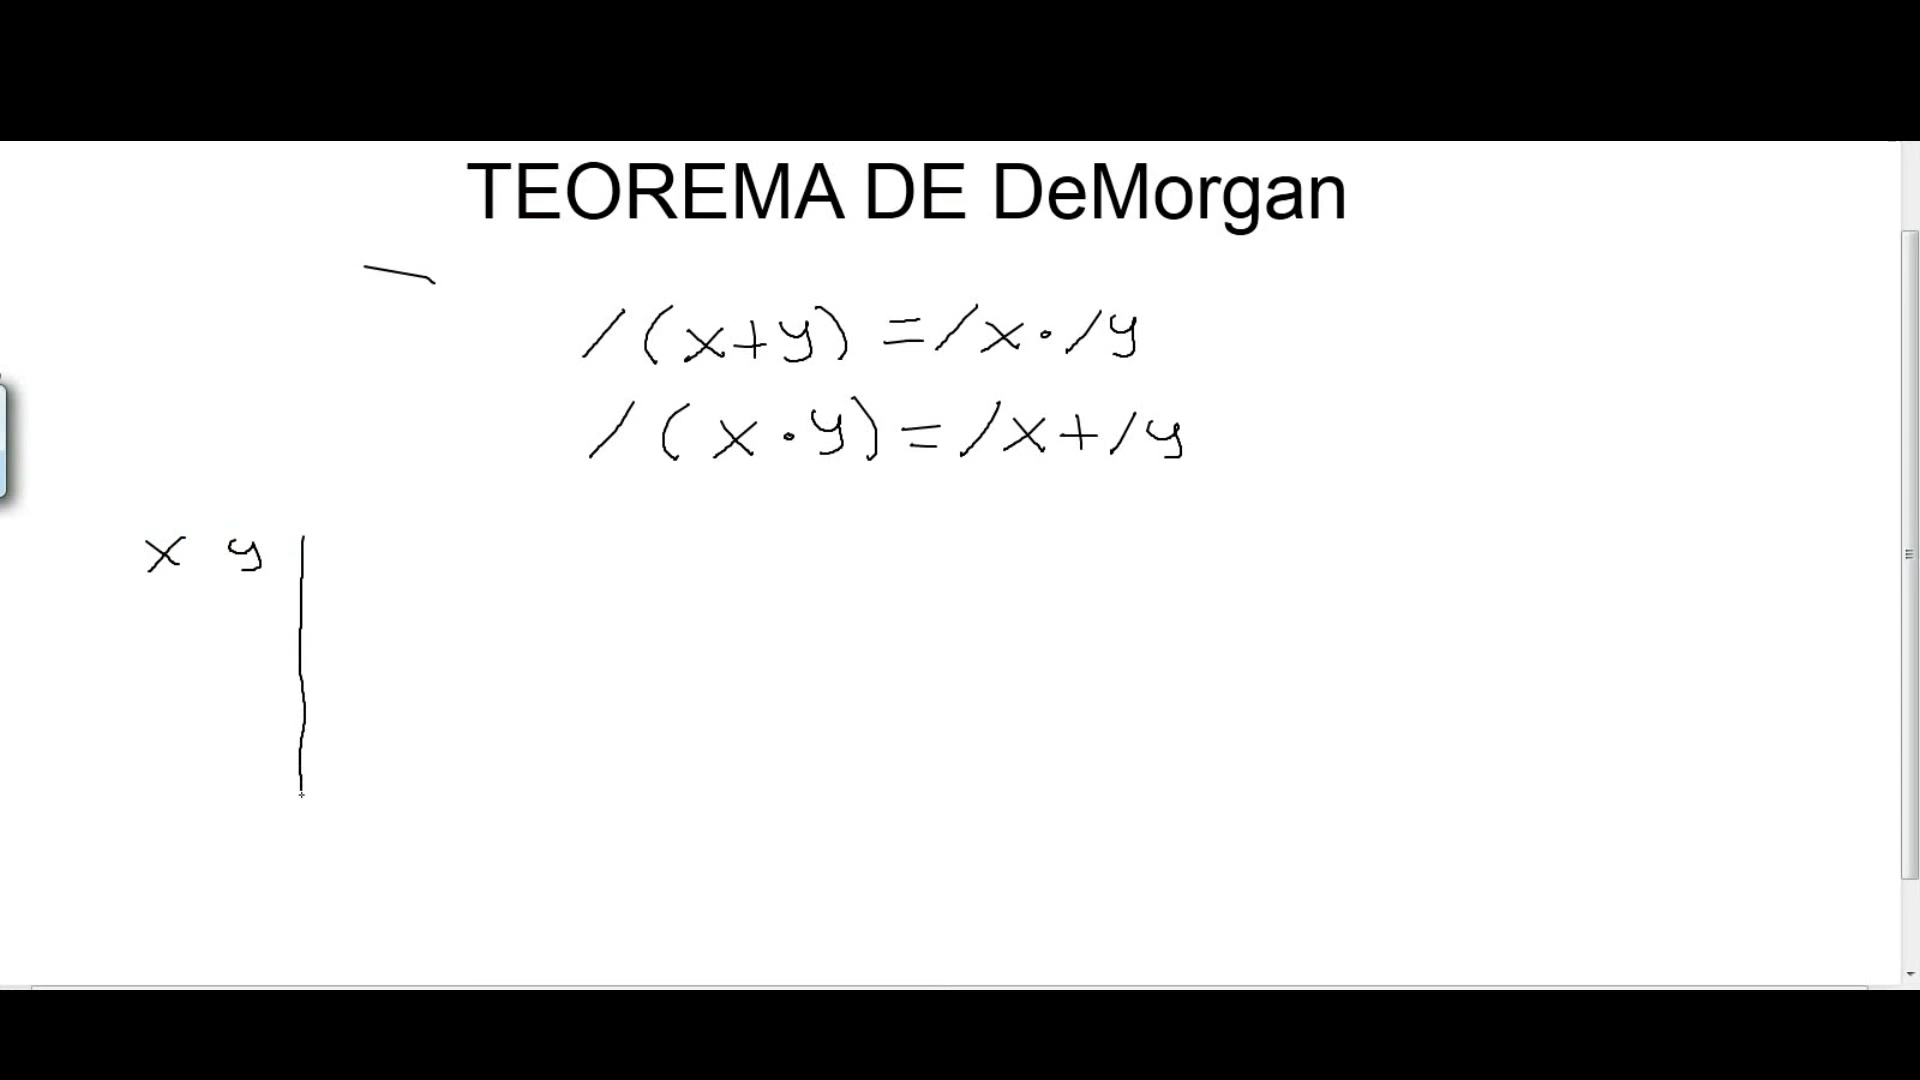 TEOREMA DE DeMorgan
/(x+y)=/x·/y
/(x·y)=/x+/y
x y